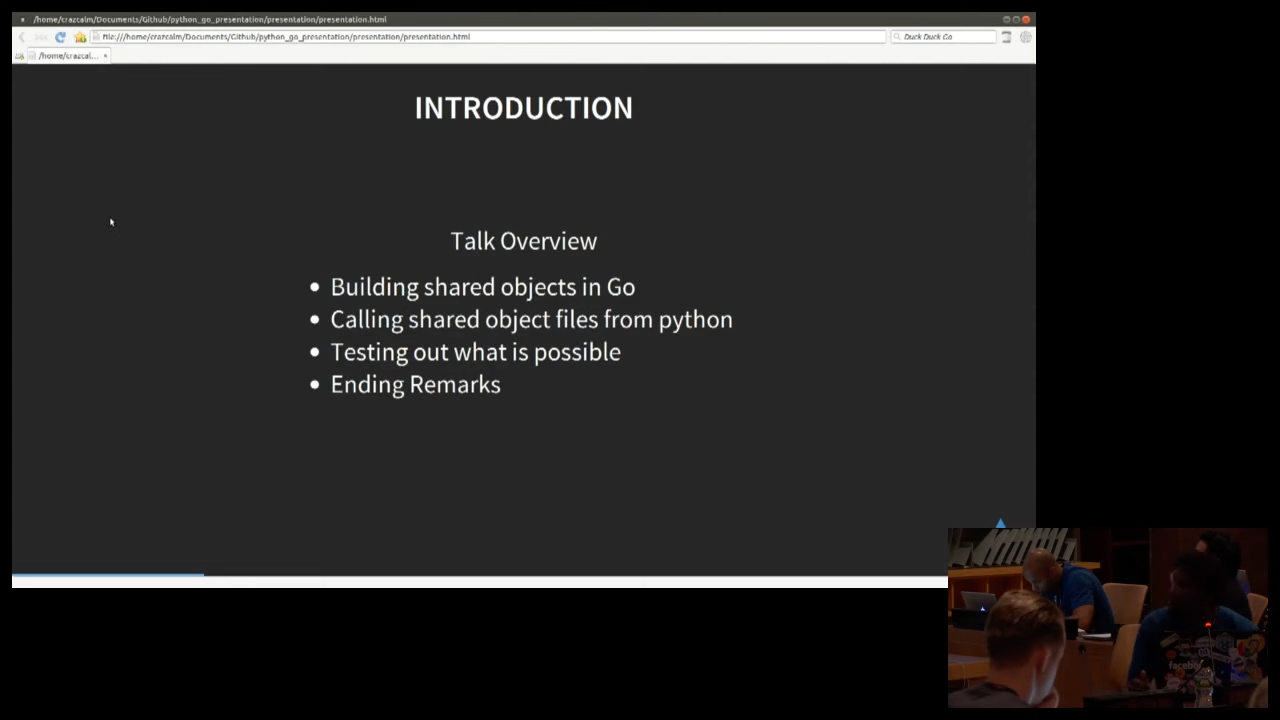 /home/crazcalm/Documents/Github/python_go_presentation/presentation/presentation.html
file:///home/crazcalm/Documents/Github/python_go_presentation/presentation/presentation.html
Duck Duck Go
/home/crazcal...
INTRODUCTION
Talk Overview
Building shared objects in Go
Calling shared object files from python
Testing out what is possible
Ending Remarks
facebo